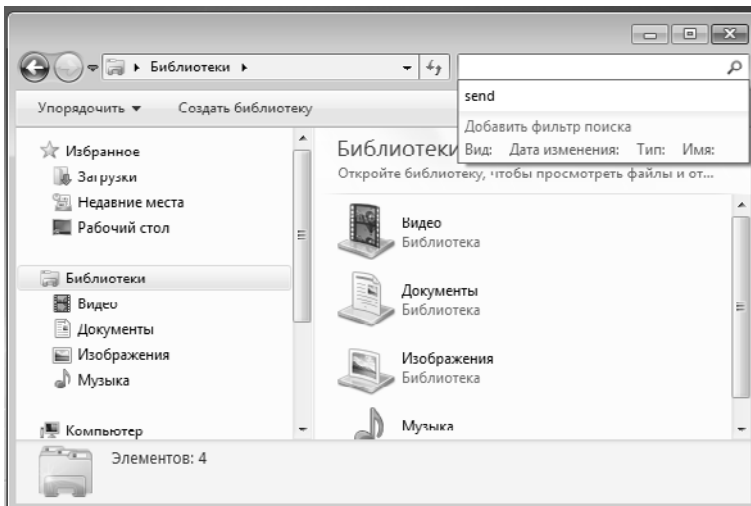 Библиотеки
send
Упорядочить Создать библиотеку
Добавить фильтр поиска
Вид: Дата изменения: Тип: Имя:
Избранное
Загрузки
Недавние места
Рабочий стол
Библиотеки
Видео
Документы
Изображения
Музыка
Компьютер
Библиотеки
Откройте библиотеку, чтобы просмотреть файлы и от...
Видео
Библиотека
Документы
Библиотека
Изображения
Библиотека
Музыка
Элементов: 4